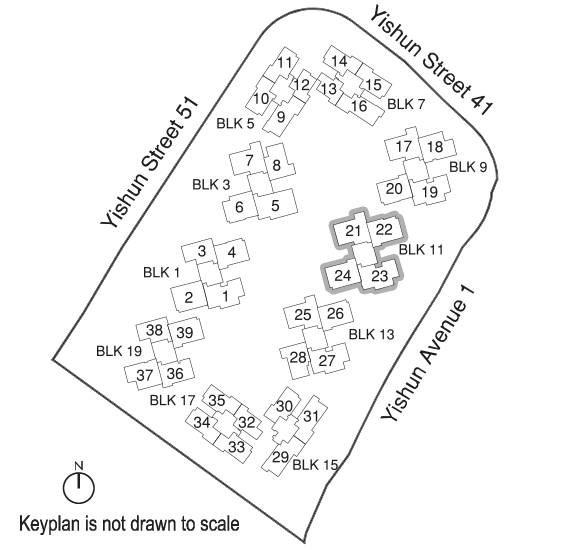 Yishun Street 41
Yishun Street 51
11
14
15
12
13
10
16
9
BLK 7
BLK 5
17
18
7
8
BLK 9
BLK 3
20
19
6
5
21
22
BLK 11
3
4
24
23
BLK 1
2
1
25
26
38
39
BLK 13
BLK 19
28
27
37
36
Yishun Avenue 1
BLK 17
35
30
31
34
32
33
29
BLK 15
N
Keyplan is not drawn to scale